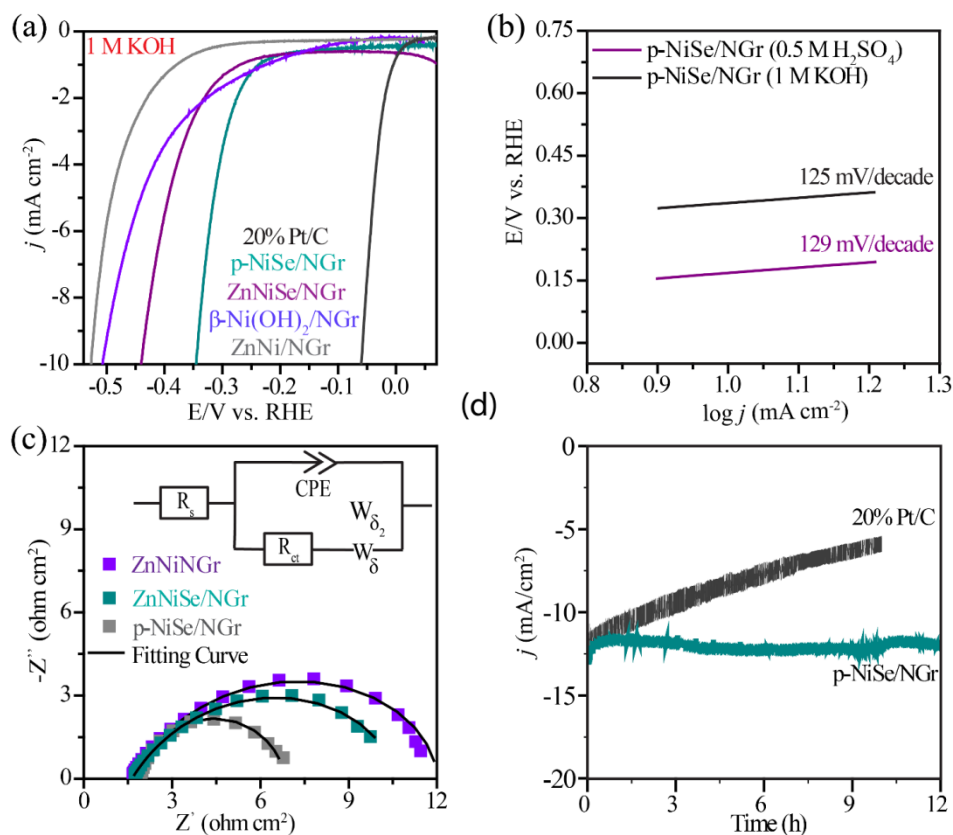 (a)
1 M KOH
0
-2
-4
-6
-8
-10
j (mA cm⁻²)
20% Pt/C
p-NiSe/NGr
ZnNiSe/NGr
β-Ni(OH)₂/NGr
ZnNi/NGr
-0.5 -0.4 -0.3 -0.2 -0.1 0.0
E/V vs. RHE
(b)
p-NiSe/NGr (0.5 M H₂SO₄)
p-NiSe/NGr (1 M KOH)
0.75
0.60
0.45
0.30
0.15
0.00
E/V vs. RHE
125 mV/decade
129 mV/decade
0.8 0.9 1.0 1.1 1.2 1.3
log j (mA cm⁻²)
(c)
12
9
6
3
0
-Z'' (ohm cm²)
R_s
CPE
W_δ₂
R_ct
W_δ
ZnNiNGr
ZnNiSe/NGr
p-NiSe/NGr
Fitting Curve
0 3 6 9 12
Z' (ohm cm²)
(d)
0
-5
-10
-15
-20
j (mA/cm²)
20% Pt/C
p-NiSe/NGr
0 3 6 9 12
Time (h)